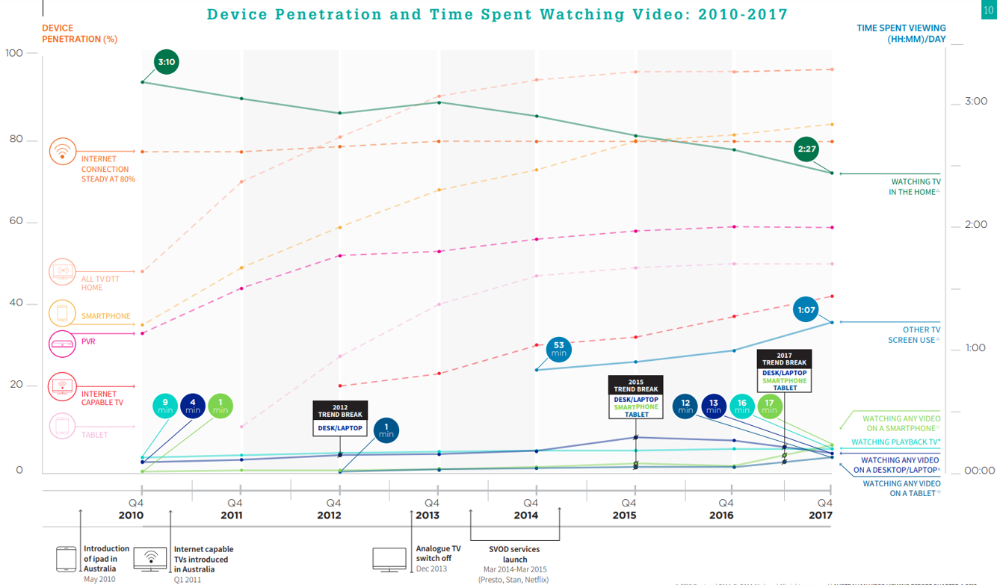 Device Penetration and Time Spent Watching Video: 2010-2017
10
DEVICE
PENETRATION (%)
TIME SPENT VIEWING
(HH:MM)/DAY
100
80
60
40
20
0
3:00
2:00
1:00
00:00
3:10
2:27
INTERNET
CONNECTION
STEADY AT 80%
ALL TV DTT
HOME
SMARTPHONE
PVR
INTERNET
CAPABLE TV
TABLET
WATCHING TV
IN THE HOME
1:07
OTHER TV
SCREEN USE
53
min
9
min
4
min
1
min
2012
TREND BREAK
DESK/LAPTOP
1
min
2015
TREND BREAK
DESK/LAPTOP
SMARTPHONE
TABLET
2017
TREND BREAK
DESK/LAPTOP
SMARTPHONE
TABLET
12
min
13
min
16
min
17
min
WATCHING ANY VIDEO
ON A SMARTPHONE
WATCHING PLAYBACK TV
WATCHING ANY VIDEO
ON A DESKTOP/LAPTOP
WATCHING ANY VIDEO
ON A TABLET
Q4
2010
Q4
2011
Q4
2012
Q4
2013
Q4
2014
Q4
2015
Q4
2016
Q4
2017
Introduction
of ipad in
Australia
May 2010
Internet capable
TVs introduced
in Australia
Q1 2011
Analogue TV
switch off
Dec 2013
SVOD services
launch
Mar 2014-Mar 2015
(Presto, Stan, Netflix)